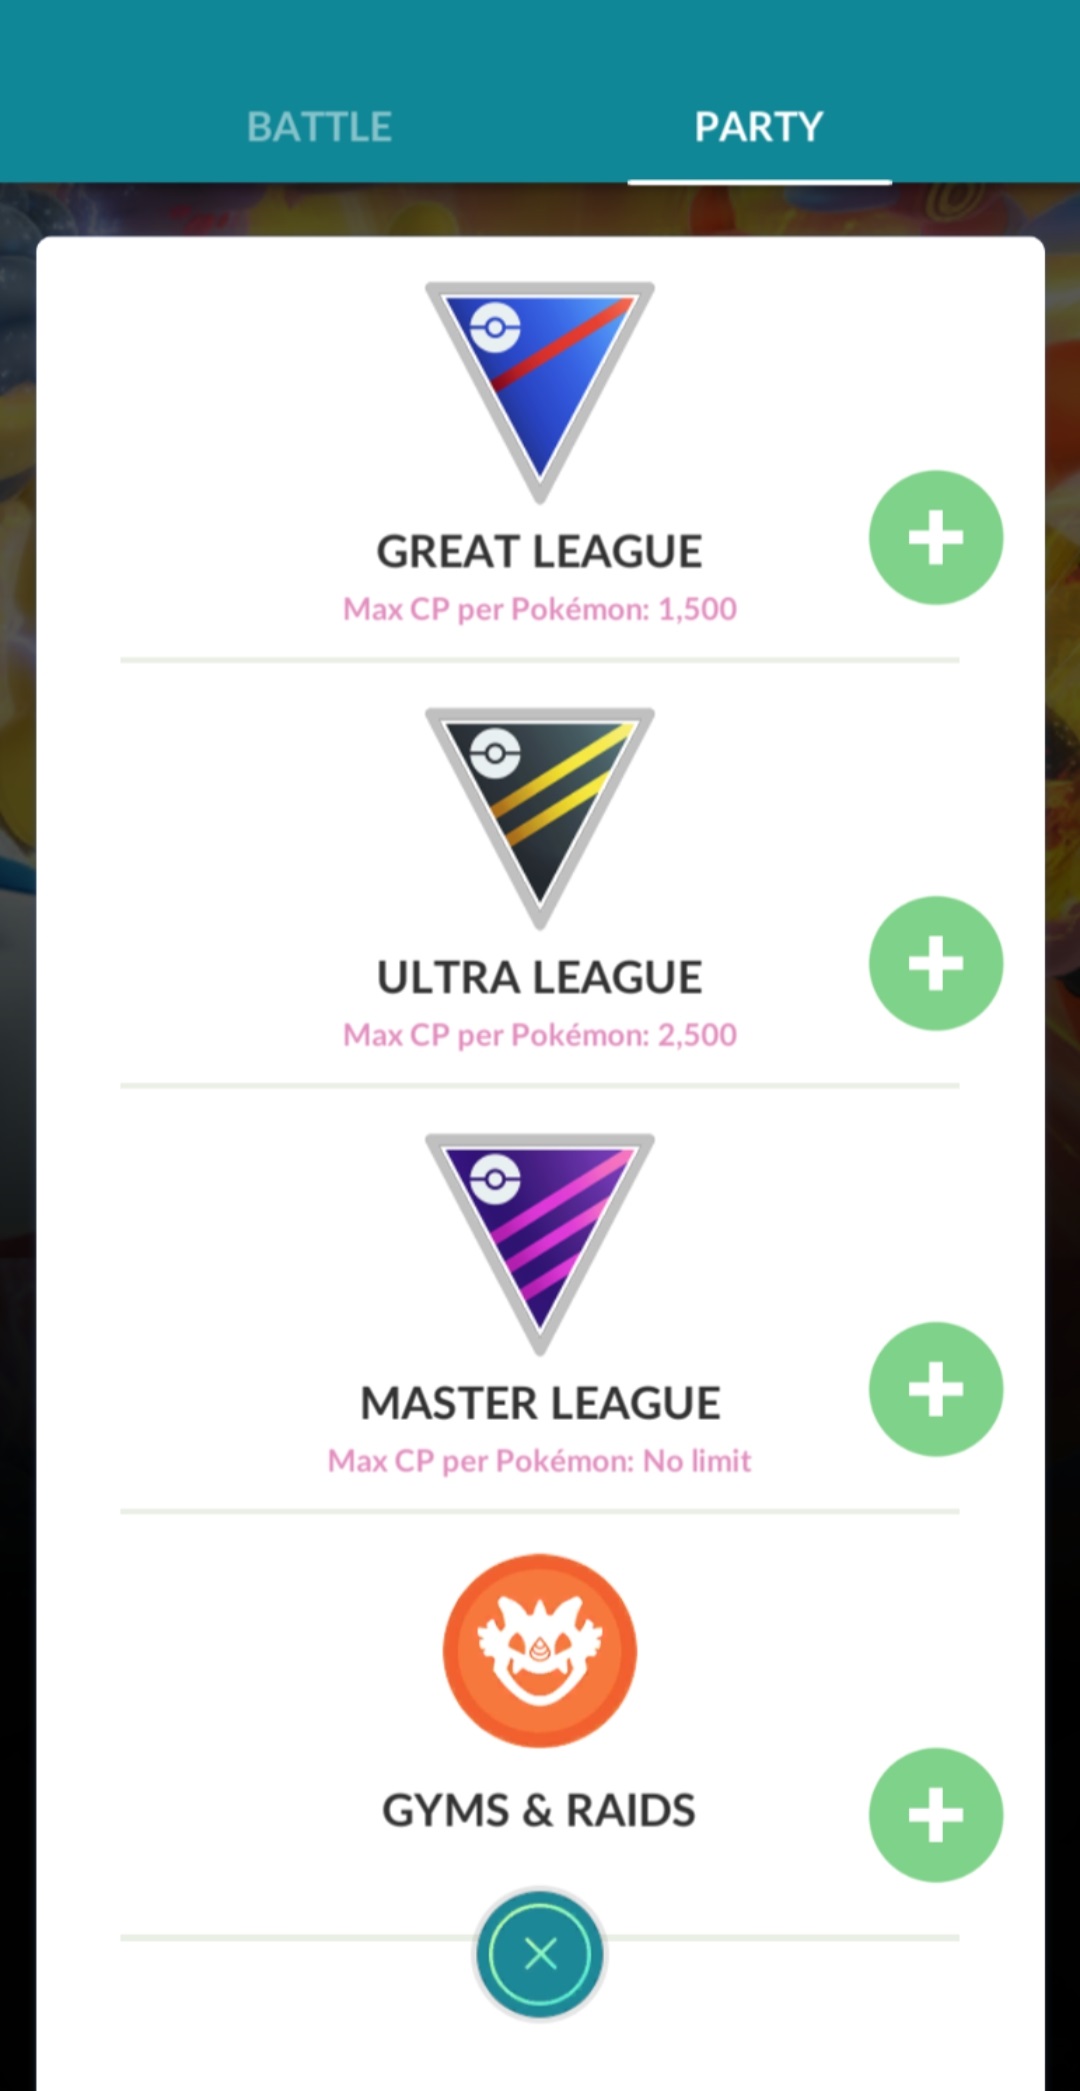 BATTLE
PARTY
GREAT LEAGUE
Max CP per Pokémon: 1,500
ULTRA LEAGUE
Max CP per Pokémon: 2,500
MASTER LEAGUE
Max CP per Pokémon: No limit
GYMS & RAIDS